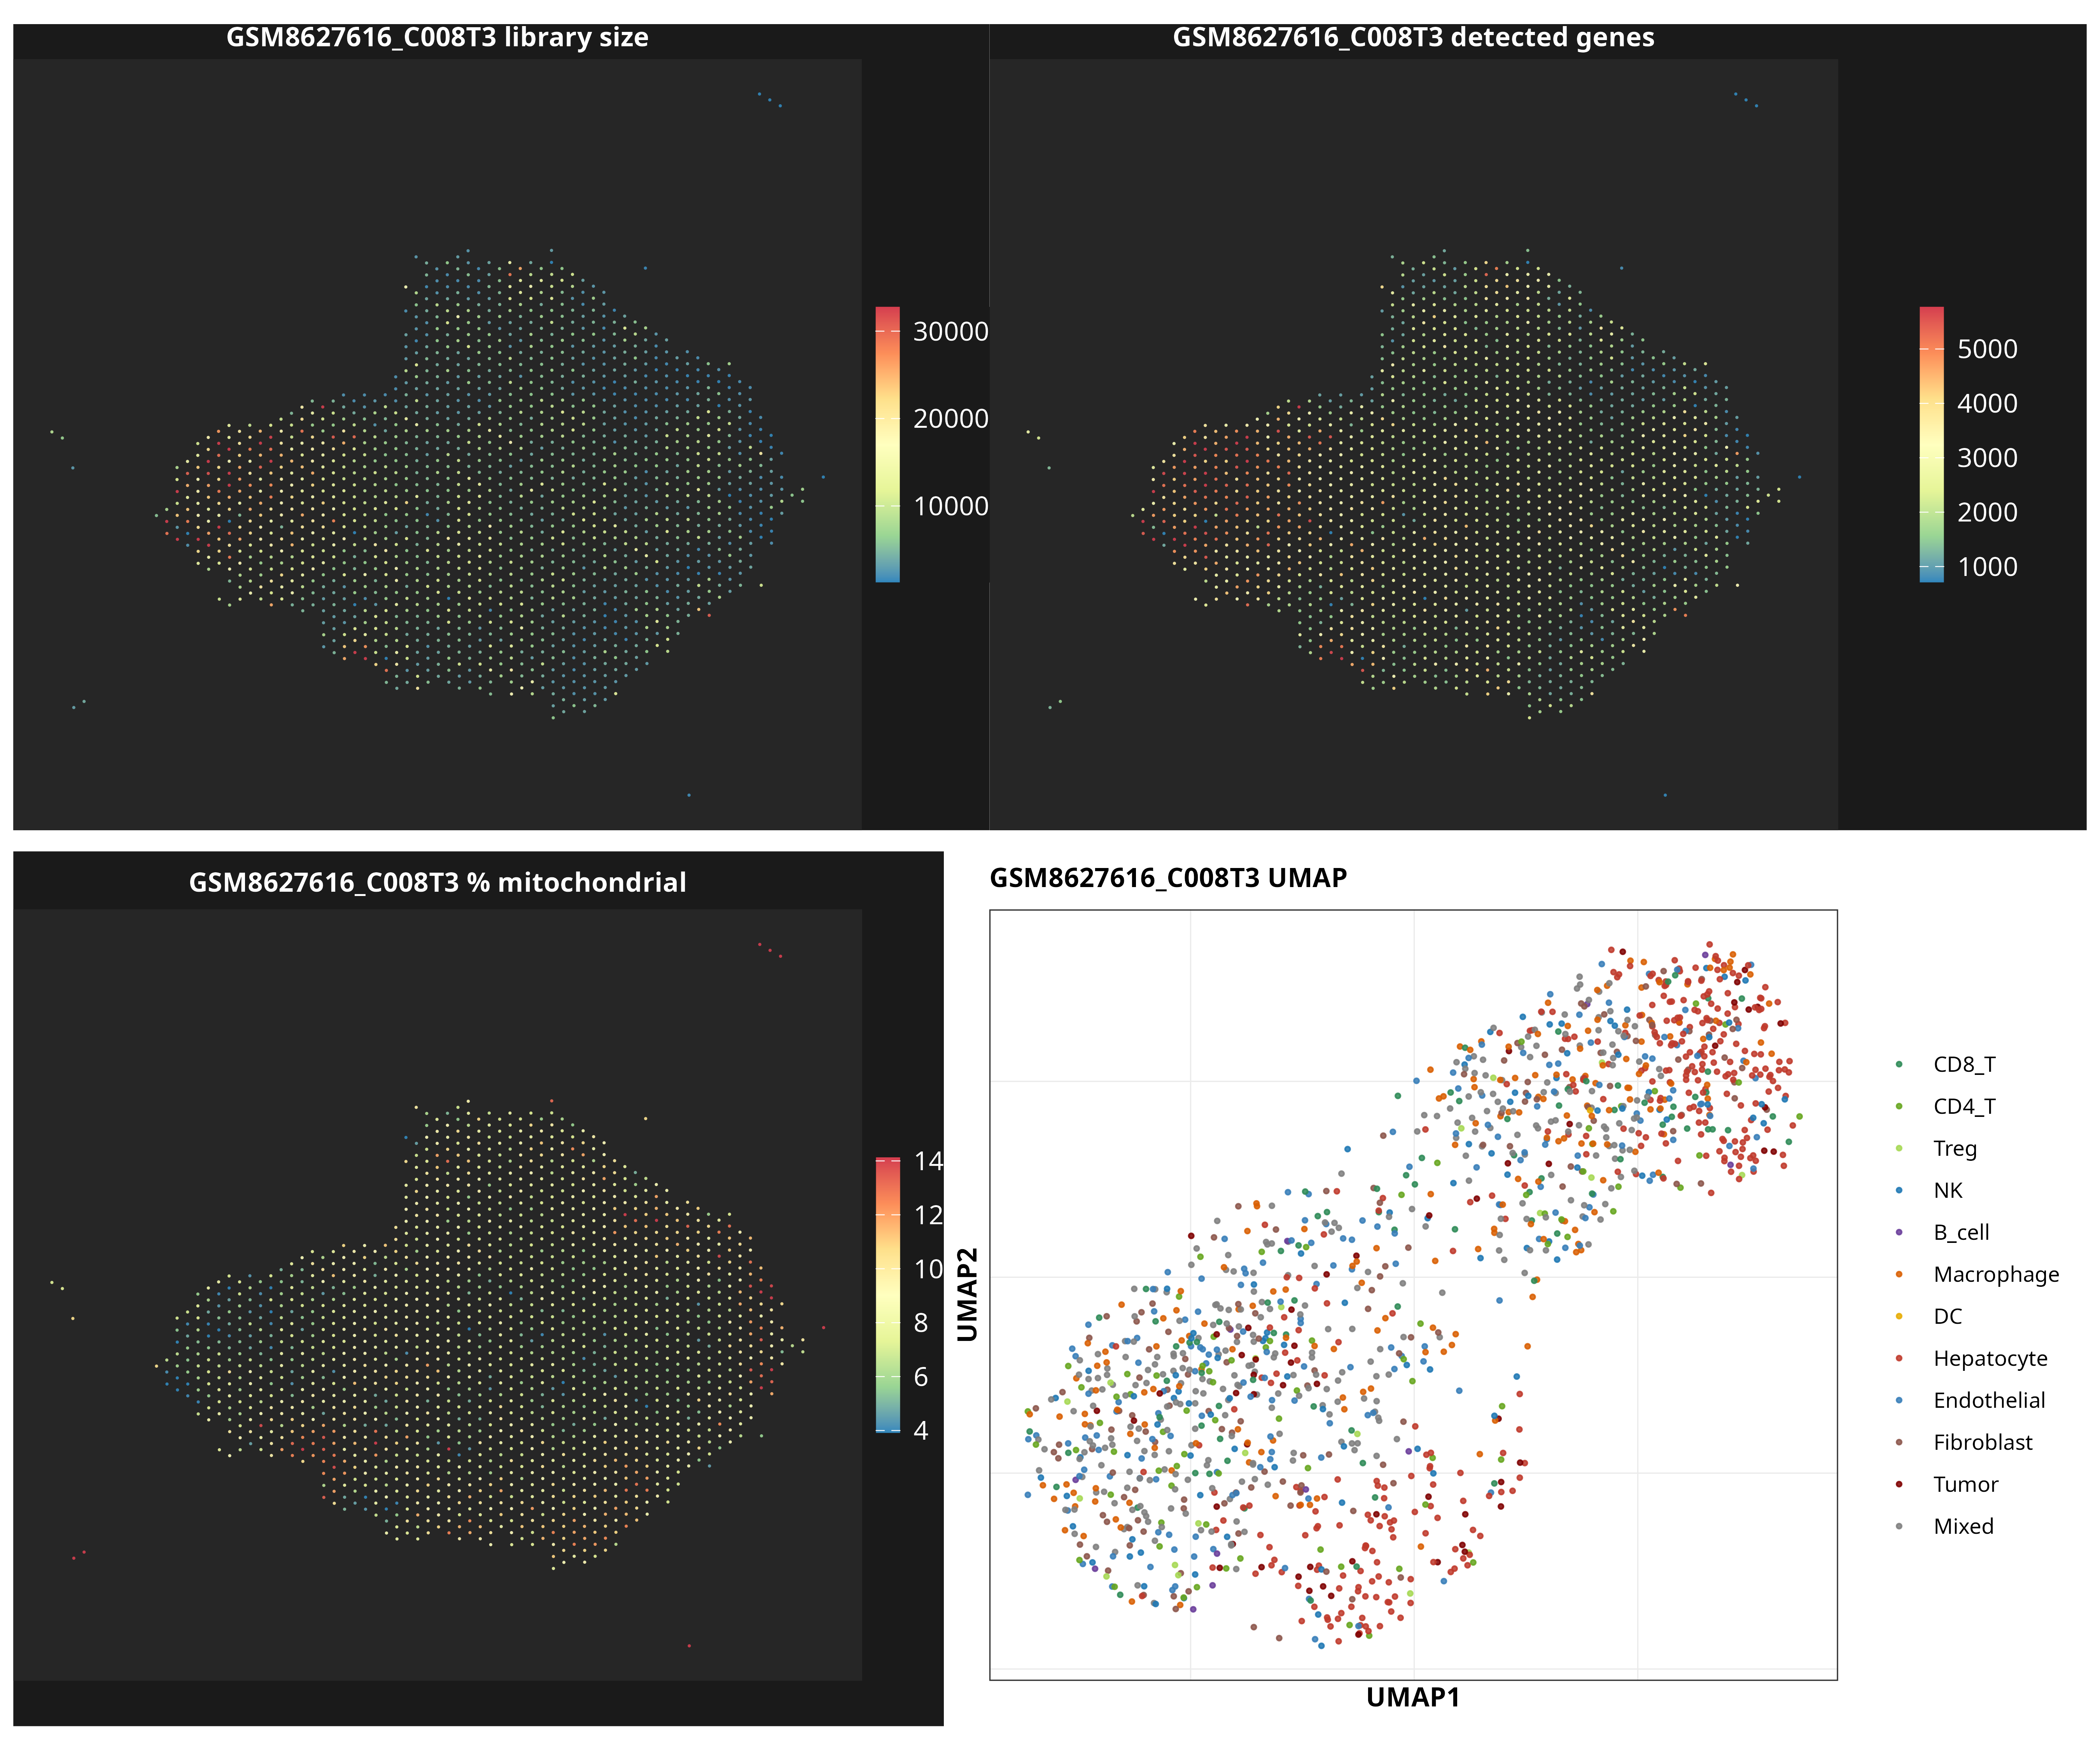 GSM8627616_C008T3 library size
30000
20000
10000
GSM8627616_C008T3 detected genes
5000
4000
3000
2000
1000
GSM8627616_C008T3 % mitochondrial
14
12
10
8
6
4
GSM8627616_C008T3 UMAP
UMAP2
UMAP1
CD8_T
CD4_T
Treg
NK
B_cell
Macrophage
DC
Hepatocyte
Endothelial
Fibroblast
Tumor
Mixed